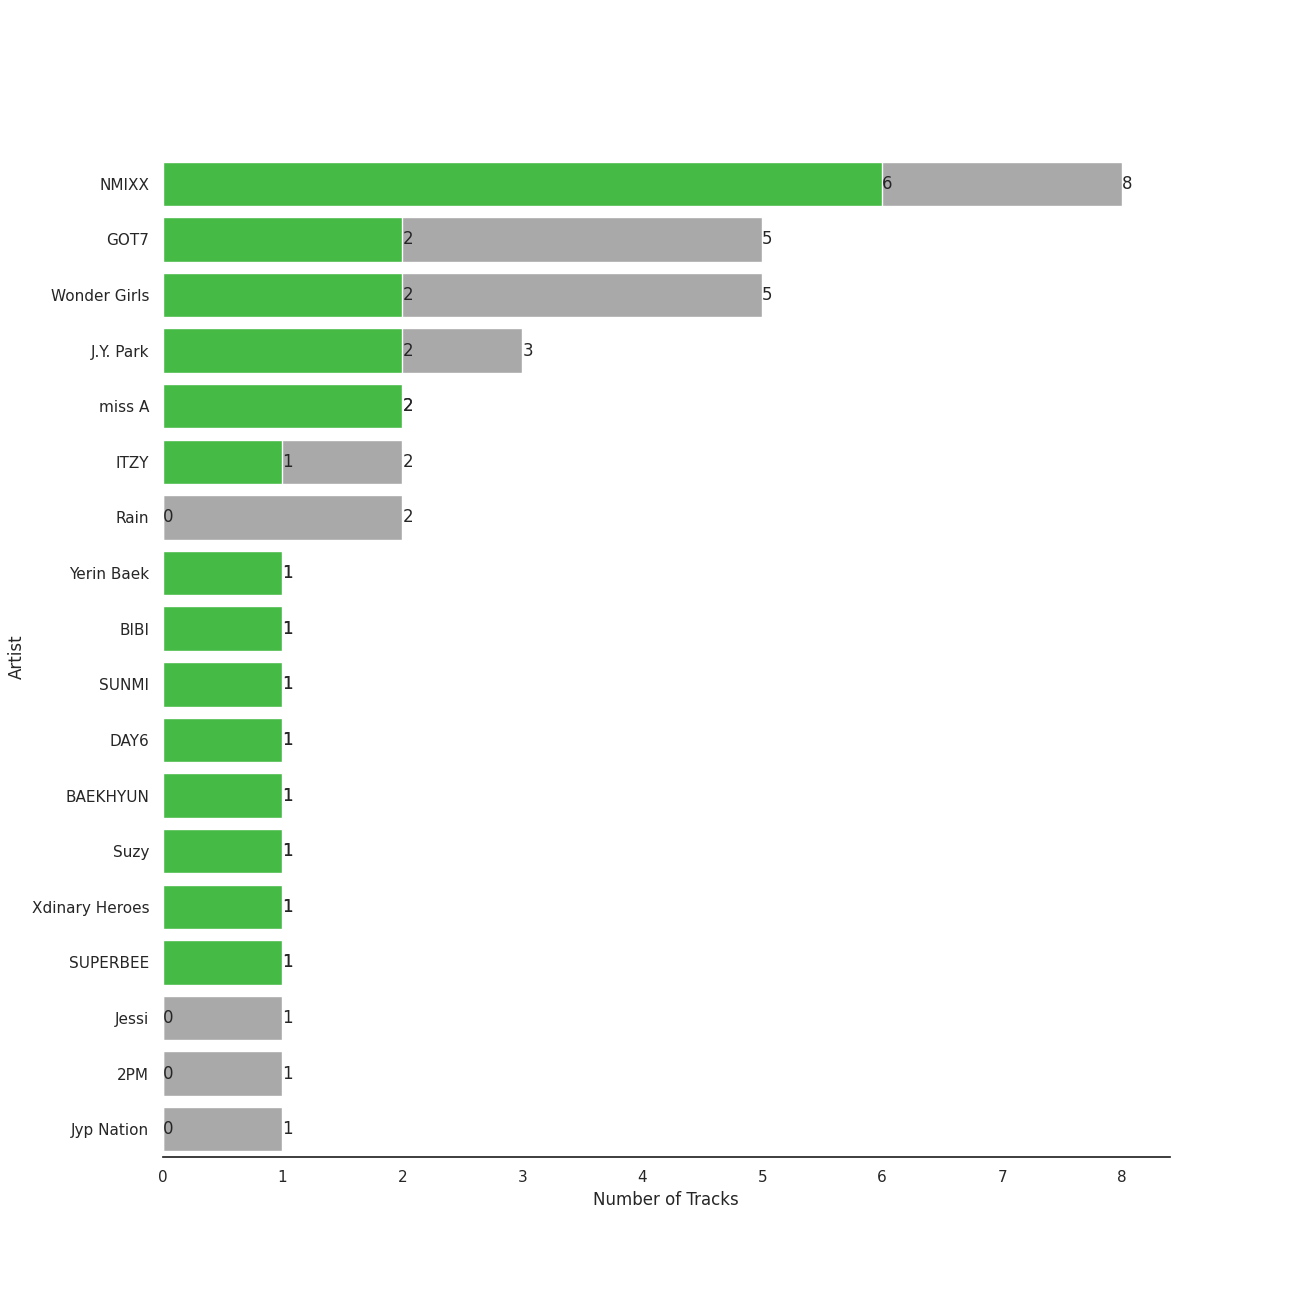 NMIXX 6 8
GOT7 2 5
Wonder Girls 2 5
J.Y. Park 2 3
miss A 2
ITZY 1 2
Rain 0 2
Yerin Baek 1
BIBI 1
SUNMI 1
DAY6 1
BAEKHYUN 1
Suzy 1
Xdinary Heroes 1
SUPERBEE 1
Jessi 0 1
2PM 0 1
Jyp Nation 0 1
Artist
0 1 2 3 4 5 6 7 8
Number of Tracks